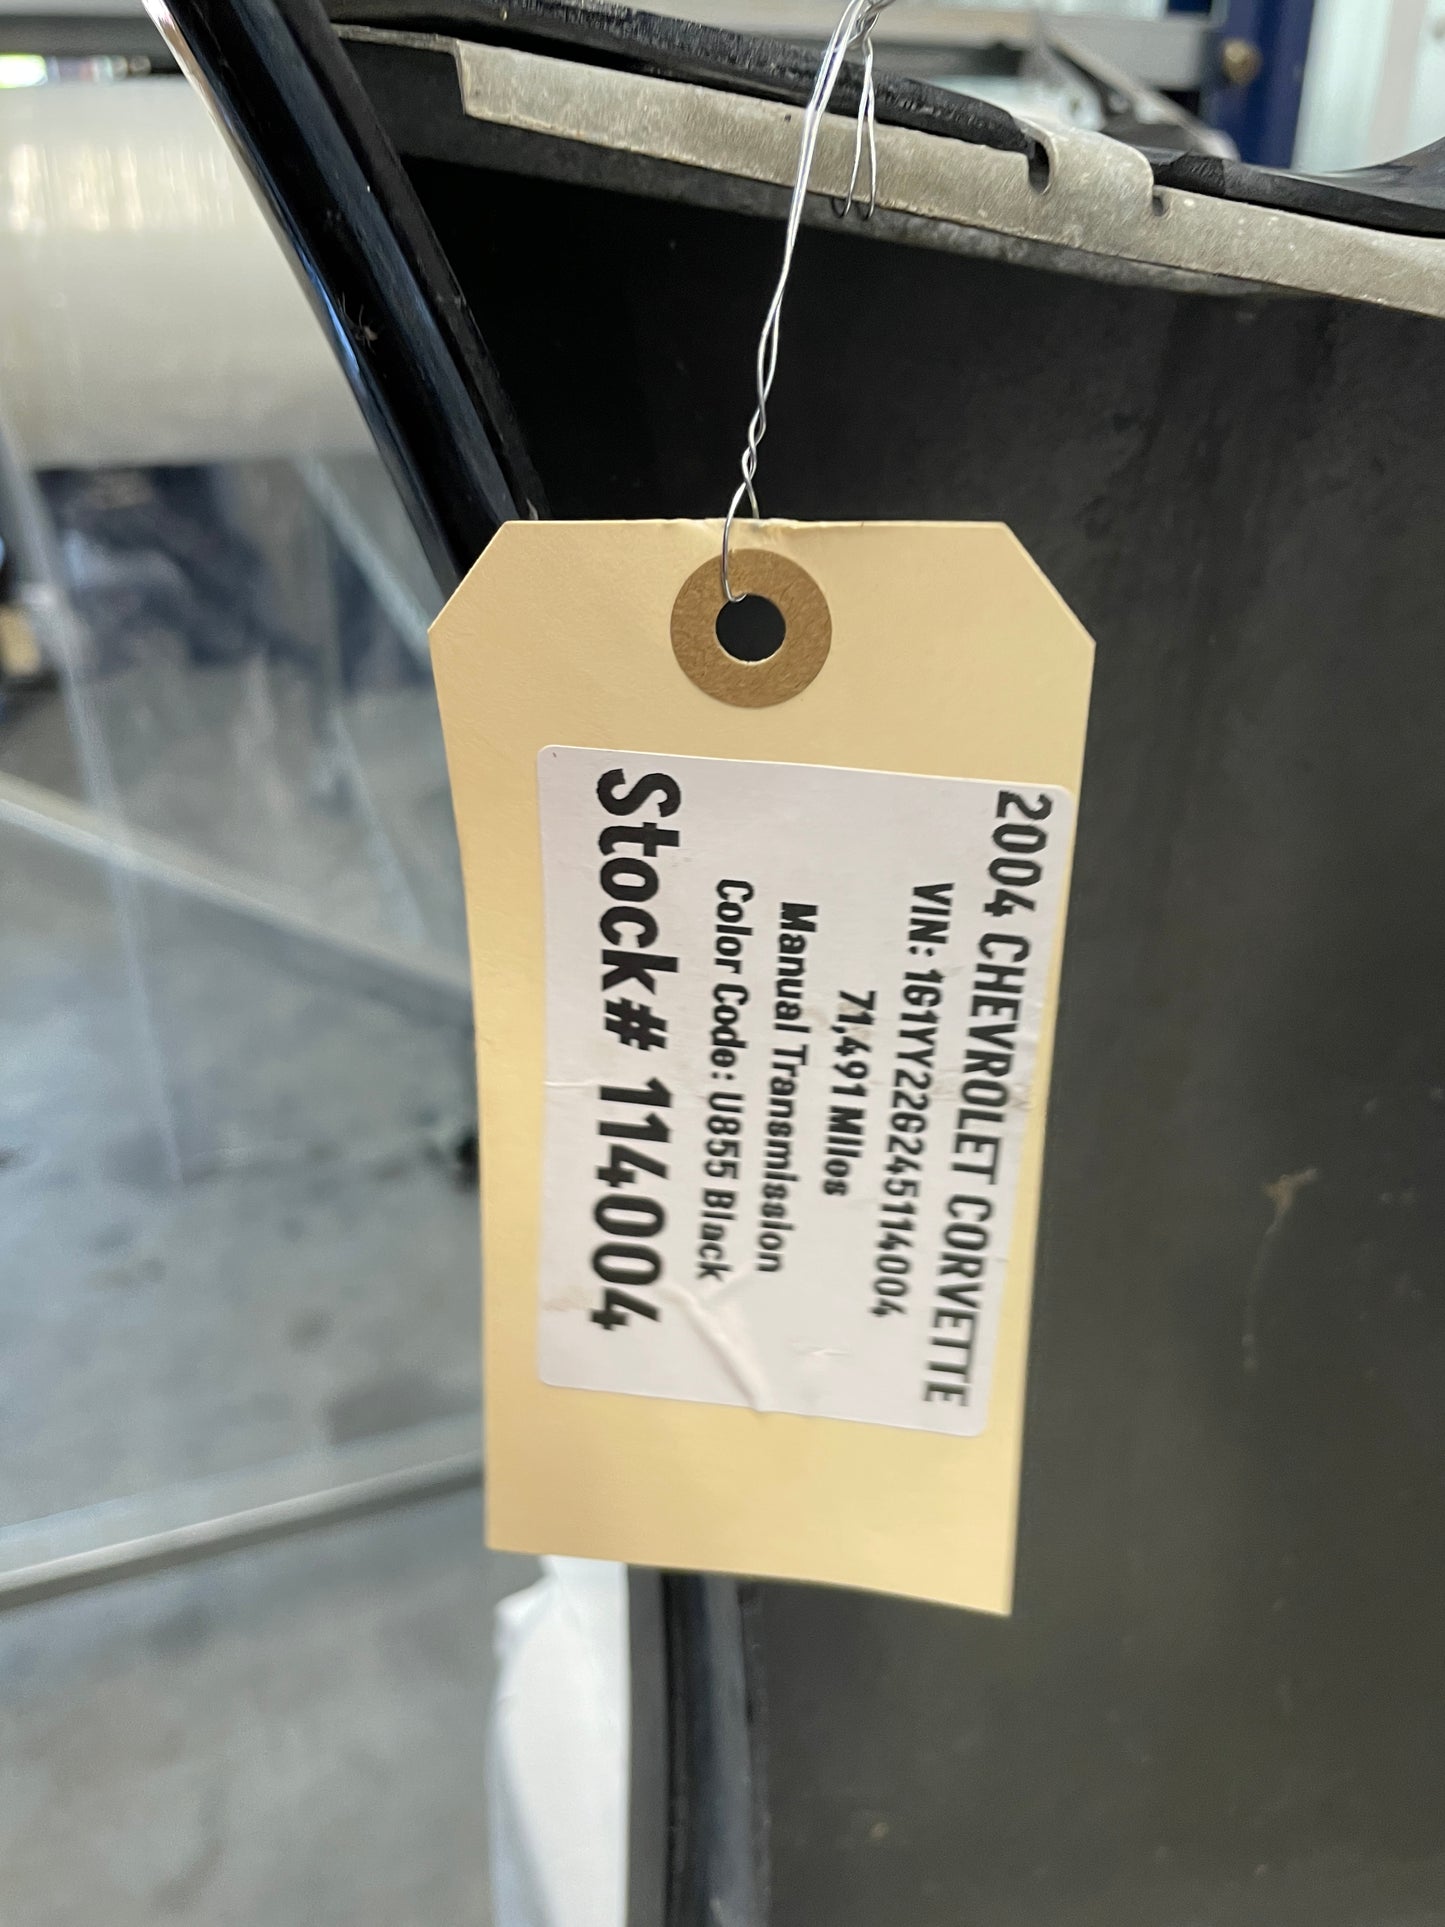 2004 CHEVROLET CORVETTE
VIN: 1G1YY22G245114004
71,491 Miles
Manual Transmission
Color Code: U855 Black
Stock# 114004